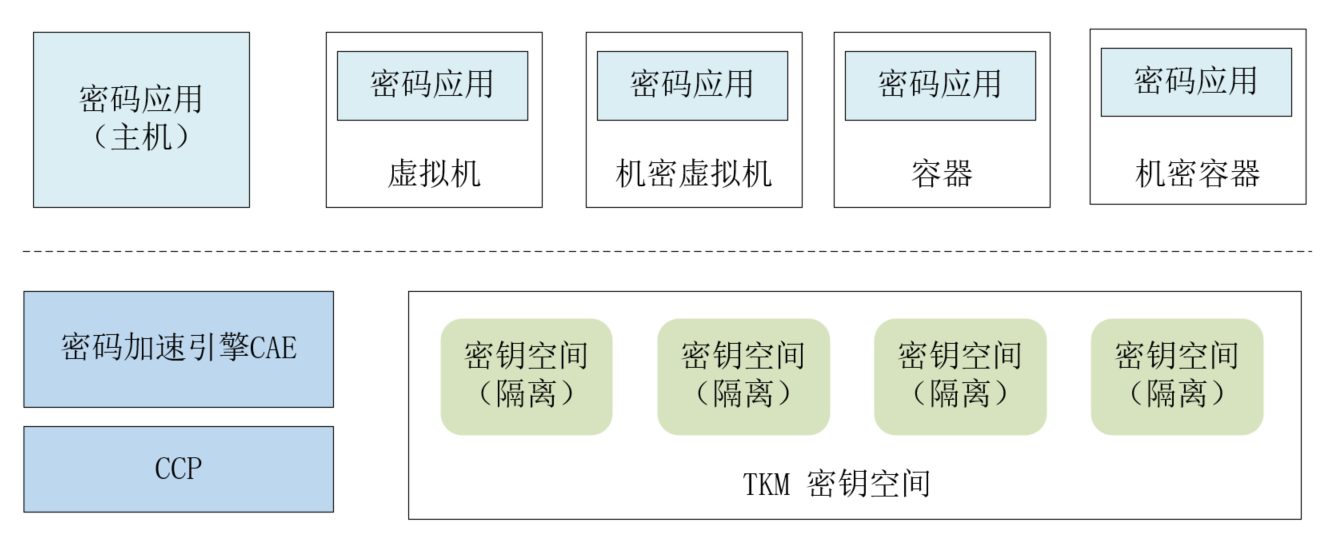 密码应用
（主机）
密码应用
虚拟机
密码应用
机密虚拟机
密码应用
容器
密码应用
机密容器
密码加速引擎CAE
CCP
密钥空间
（隔离）
密钥空间
（隔离）
密钥空间
（隔离）
密钥空间
（隔离）
TKM 密钥空间